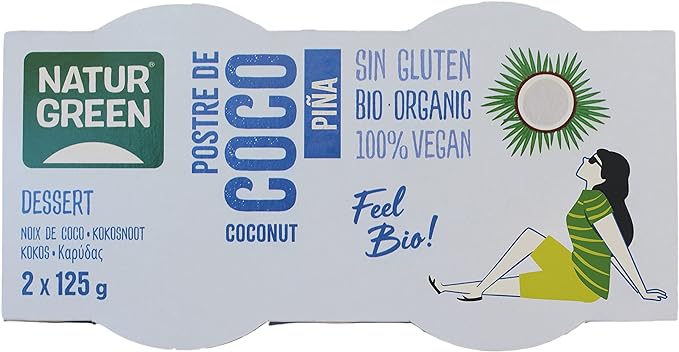 NATUR®
GREEN
DESSERT
NOIX DE COCO • KOKOSNOOT
KOKOS • Καρύδας
2 x 125 g
POSTRE DE
COCO
COCONUT
PIÑA
SIN GLUTEN
BIO · ORGANIC
100% VEGAN
Feel
Bio!